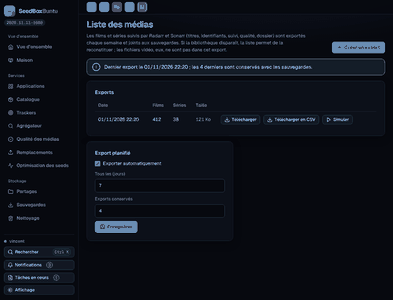 SeedBoxBuntu
Vue d'ensemble
Vue d'ensemble
Maison
Services
Applications
Catalogue
Trackers
Agrégateur
Qualité des médias
Remplacements
Optimisation des seeds
Stockage
Partages
Sauvegardes
Nettoyage
Rechercher
Ctrl K
Notifications
Tâches en cours
Affichage
Liste des médias
Les films et séries suivis par Radarr et Sonarr (titres, identifiants, suivi, qualité, dossier) sont exportés
chaque semaine et joints aux sauvegardes. Si la bibliothèque disparaît, la liste permet de la
reconstituer : les fichiers vidéo, eux, ne sont pas dans cet export.
Dernier export le 01/11/2026 22:20 ; les 4 derniers sont conservés avec les sauvegardes.
Exports
Date Films Séries Taille
01/11/2026 22:20 412 38 121 Ko Télécharger Télécharger en CSV Simuler
Export planifié
Exporter automatiquement
Tous les (jours)
7
Exports conservés
4
Enregistrer